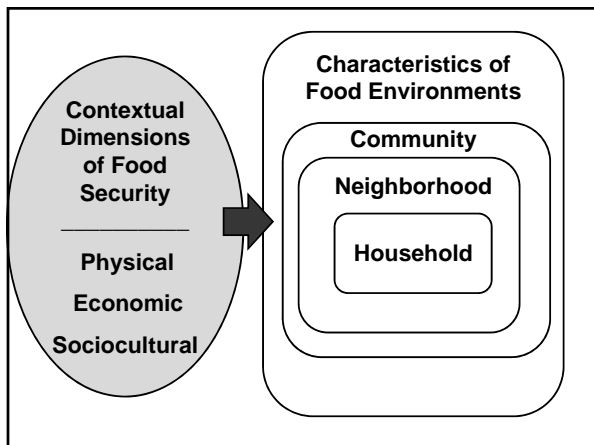 Contextual
Dimensions
of Food
Security
Physical
Economic
Sociocultural
Characteristics of
Food Environments
Community
Neighborhood
Household